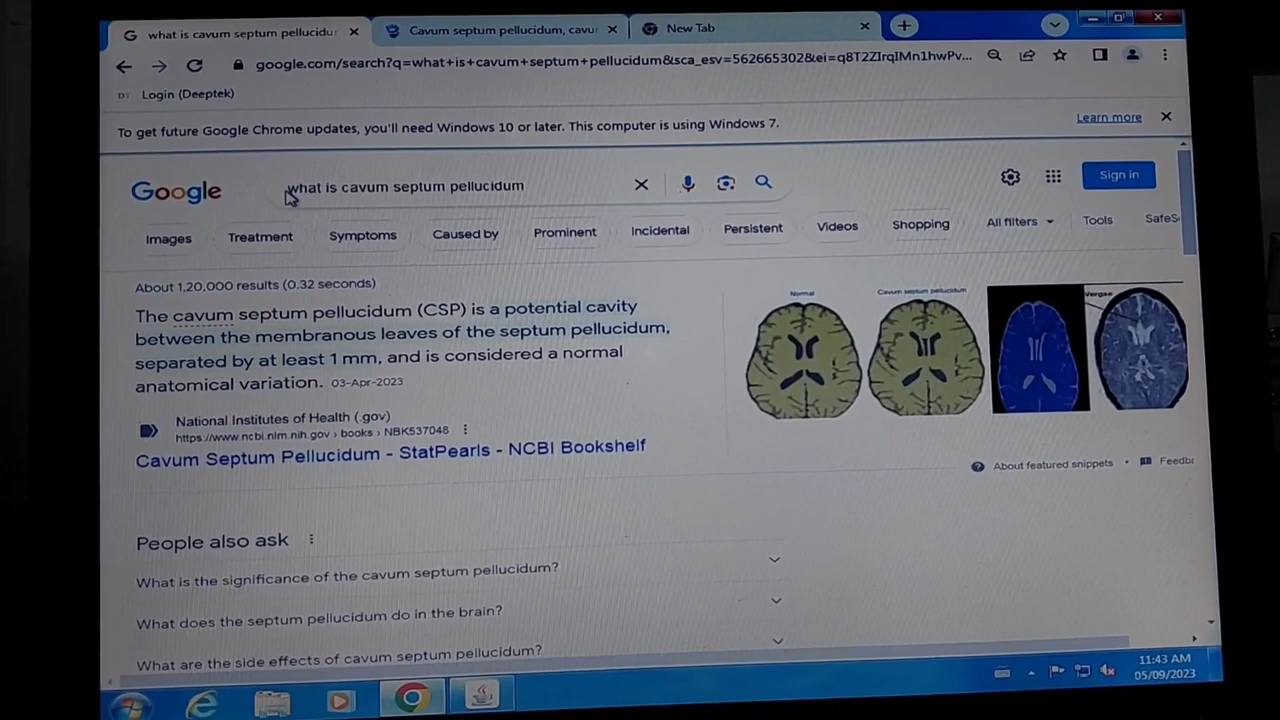 what is cavum septum pellucidu
Cavum septum pellucidum, cavu
New Tab
google.com/search?q=what+is+cavum+septum+pellucidum&sca_esv=562665302&ei=q8T2ZIrqIMn1hwPv...
DT Login (Deeptek)
To get future Google Chrome updates, you'll need Windows 10 or later. This computer is using Windows 7.
Learn more
Google
what is cavum septum pellucidum
Sign in
Images
Treatment
Symptoms
Caused by
Prominent
Incidental
Persistent
Videos
Shopping
All filters
Tools
SafeS
About 1,20,000 results (0.32 seconds)
The cavum septum pellucidum (CSP) is a potential cavity
between the membranous leaves of the septum pellucidum,
separated by at least 1 mm, and is considered a normal
anatomical variation. 03-Apr-2023
Normal
Cavum septum pellucidum
Vergae
National Institutes of Health (.gov)
https://www.ncbi.nlm.nih.gov › books › NBK537048
Cavum Septum Pellucidum - StatPearls - NCBI Bookshelf
About featured snippets
Feedb
People also ask
What is the significance of the cavum septum pellucidum?
What does the septum pellucidum do in the brain?
What are the side effects of cavum septum pellucidum?
11:43 AM
05/09/2023